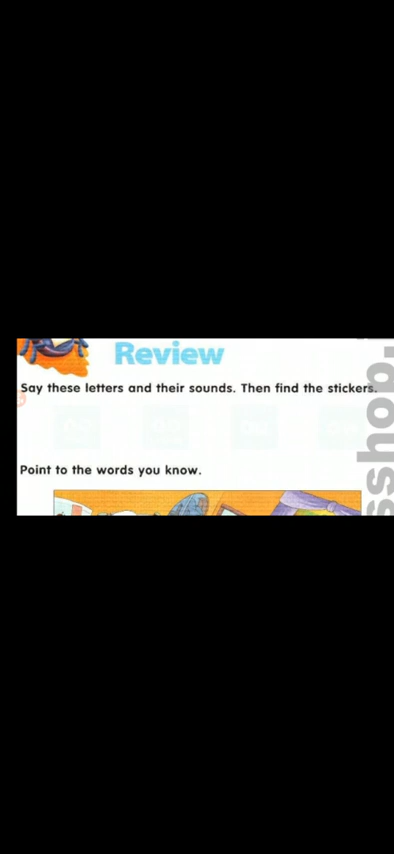 Review
Say these letters and their sounds. Then find the stickers.
Point to the words you know.